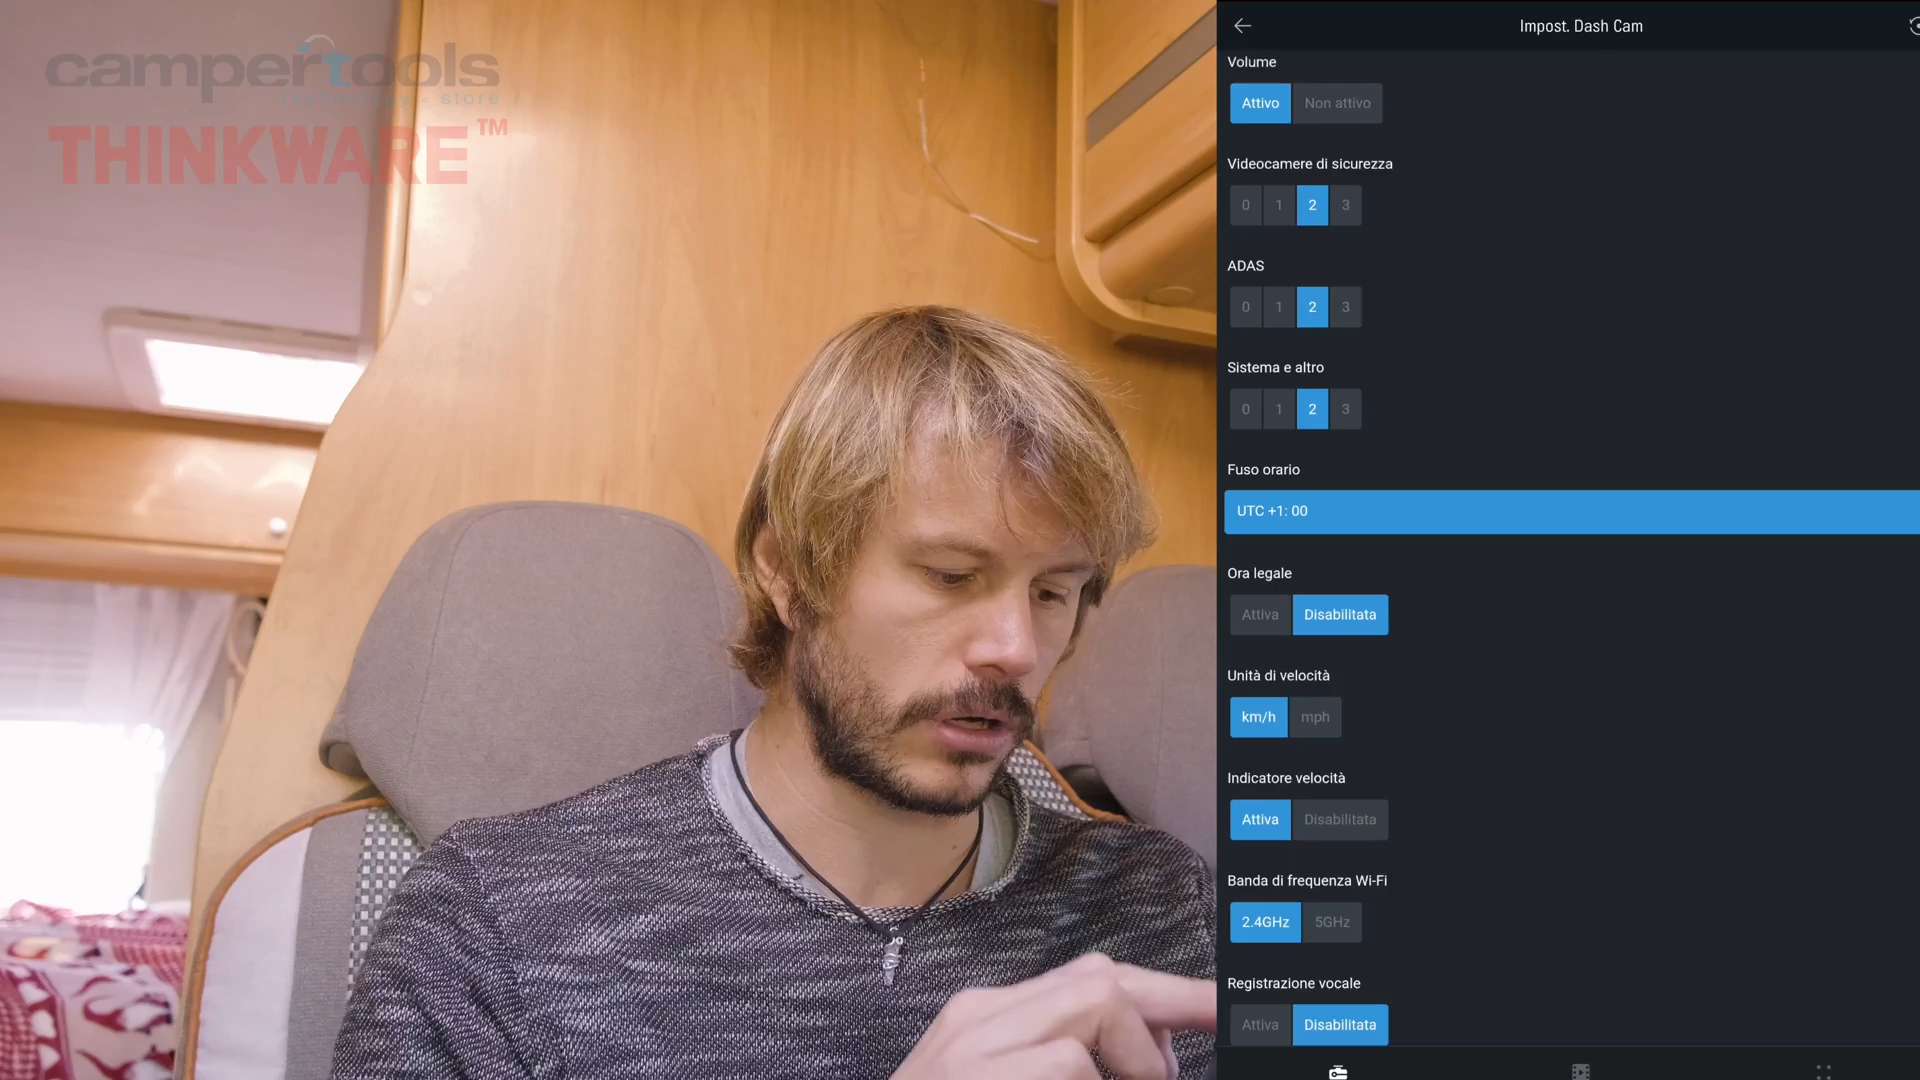 campertools
technology - store
THINKWARE™
Impost. Dash Cam
Volume
Attivo Non attivo
Videocamere di sicurezza
0 1 2 3
ADAS
0 1 2 3
Sistema e altro
0 1 2 3
Fuso orario
UTC +1: 00
Ora legale
Attiva Disabilitata
Unità di velocità
km/h mph
Indicatore velocità
Attiva Disabilitata
Banda di frequenza Wi-Fi
2.4GHz 5GHz
Registrazione vocale
Attiva Disabilitata